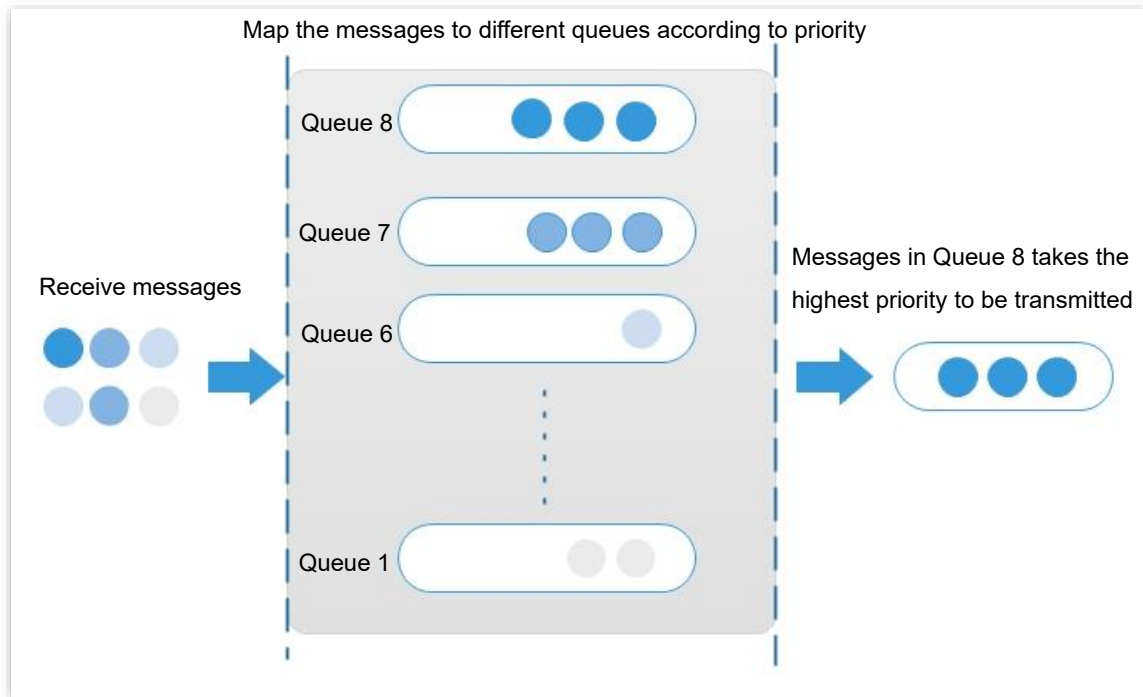 Map the messages to different queues according to priority
Queue 8
Queue 7
Queue 6
Queue 1
Receive messages
Messages in Queue 8 takes the
highest priority to be transmitted